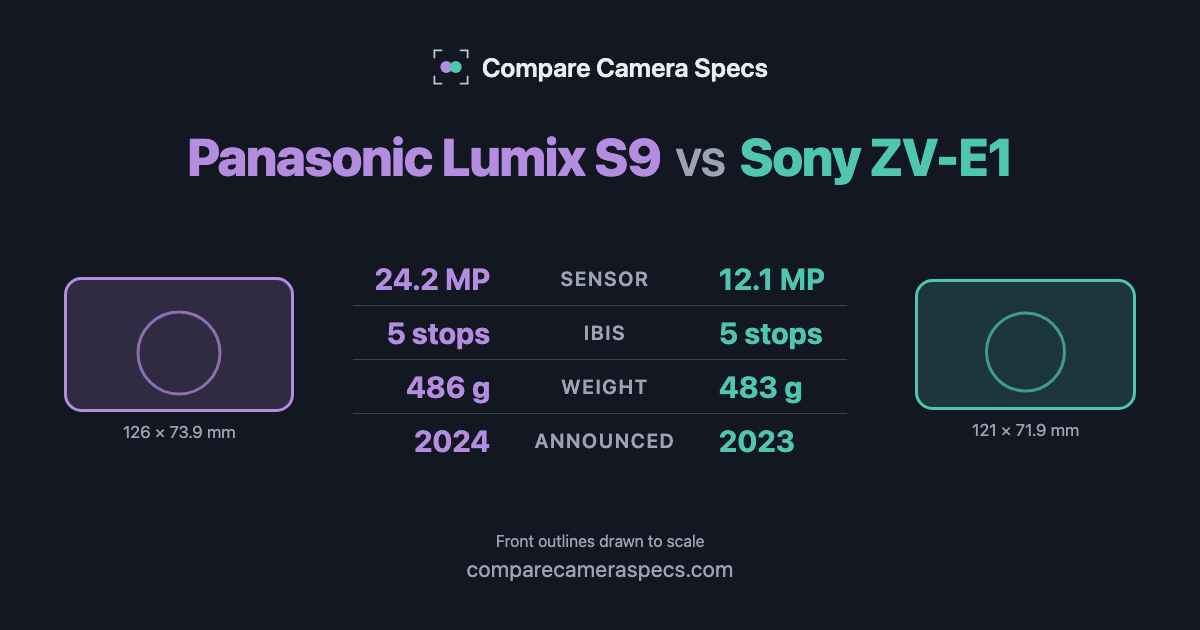 Compare Camera Specs
Panasonic Lumix S9 vs Sony ZV-E1
24.2 MP SENSOR 12.1 MP
5 stops IBIS 5 stops
486 g WEIGHT 483 g
2024 ANNOUNCED 2023
126 × 73.9 mm
121 × 71.9 mm
Front outlines drawn to scale
comparecameraspecs.com